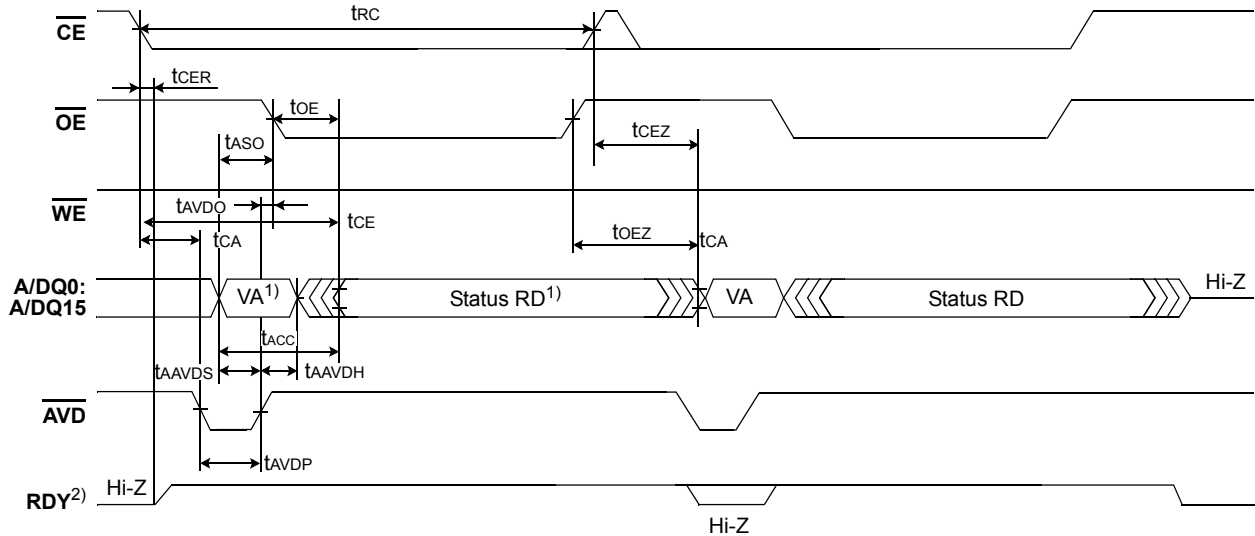 tRC
CE
tCER
OE
tOE
tCEZ
tASO
WE
tAVDO
tCE
tCA
tOEZ
tCA
A/DQ0:
A/DQ15
VA1)
Status RD1)
VA
Status RD
Hi-Z
tACC
tAAVDS
tAAVDH
AVD
tAVDP
Hi-Z
RDY2)
Hi-Z